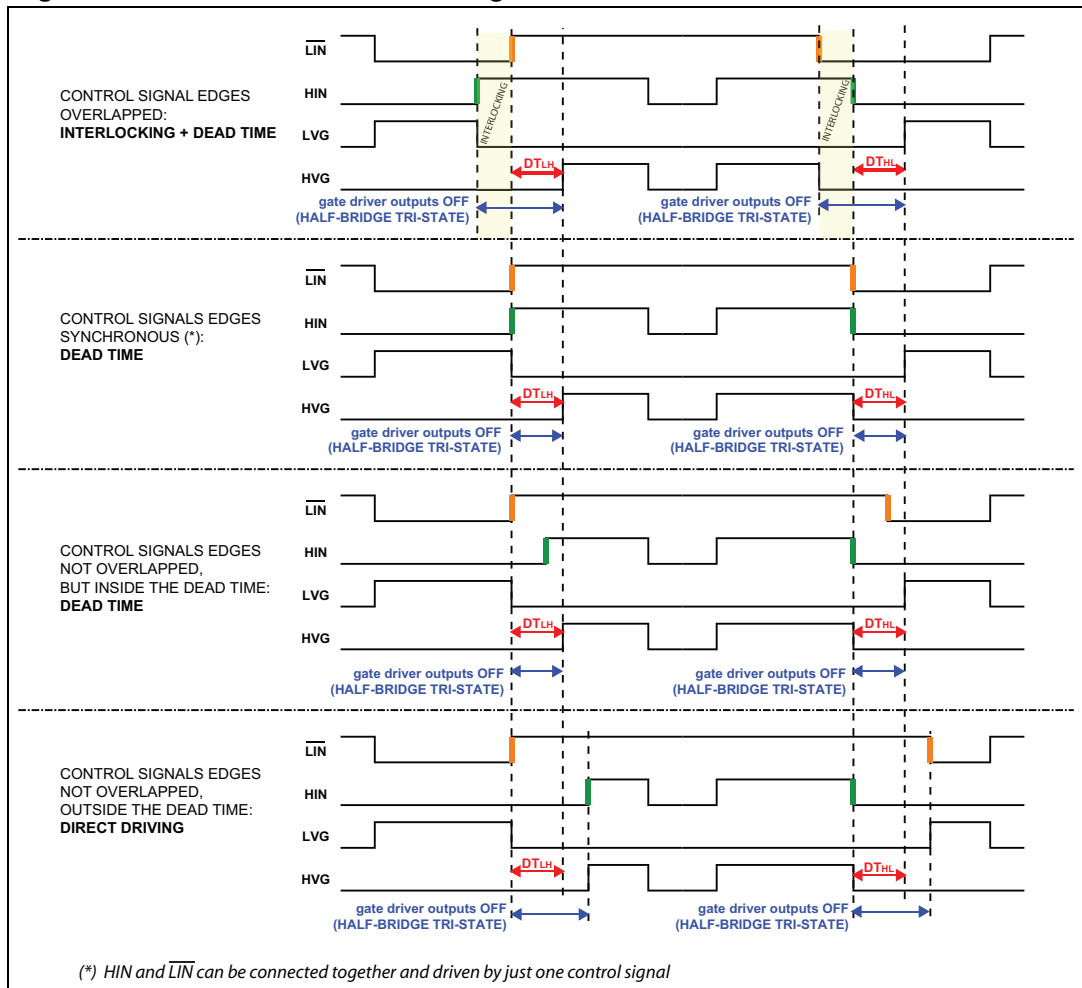 LIN
HIN
LVG
HVG
CONTROL SIGNAL EDGES
OVERLAPPED:
INTERLOCKING + DEAD TIME
INTERLOCKING
INTERLOCKING
DTLH
DTHL
gate driver outputs OFF
(HALF-BRIDGE TRI-STATE)
gate driver outputs OFF
(HALF-BRIDGE TRI-STATE)
LIN
HIN
LVG
HVG
CONTROL SIGNALS EDGES
SYNCHRONOUS (*):
DEAD TIME
DTLH
DTHL
gate driver outputs OFF
(HALF-BRIDGE TRI-STATE)
gate driver outputs OFF
(HALF-BRIDGE TRI-STATE)
LIN
HIN
LVG
HVG
CONTROL SIGNALS EDGES
NOT OVERLAPPED,
BUT INSIDE THE DEAD TIME:
DEAD TIME
DTLH
DTHL
gate driver outputs OFF
(HALF-BRIDGE TRI-STATE)
gate driver outputs OFF
(HALF-BRIDGE TRI-STATE)
LIN
HIN
LVG
HVG
CONTROL SIGNALS EDGES
NOT OVERLAPPED,
OUTSIDE THE DEAD TIME:
DIRECT DRIVING
DTLH
DTHL
gate driver outputs OFF
(HALF-BRIDGE TRI-STATE)
gate driver outputs OFF
(HALF-BRIDGE TRI-STATE)
(*) HIN and LIN can be connected together and driven by just one control signal